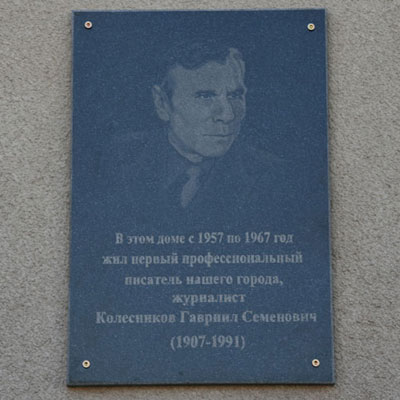 В этом доме с 1957 по 1967 год
жил первый профессиональный
писатель нашего города,
журналист
Колесников Гавриил Семенович
(1907-1991)